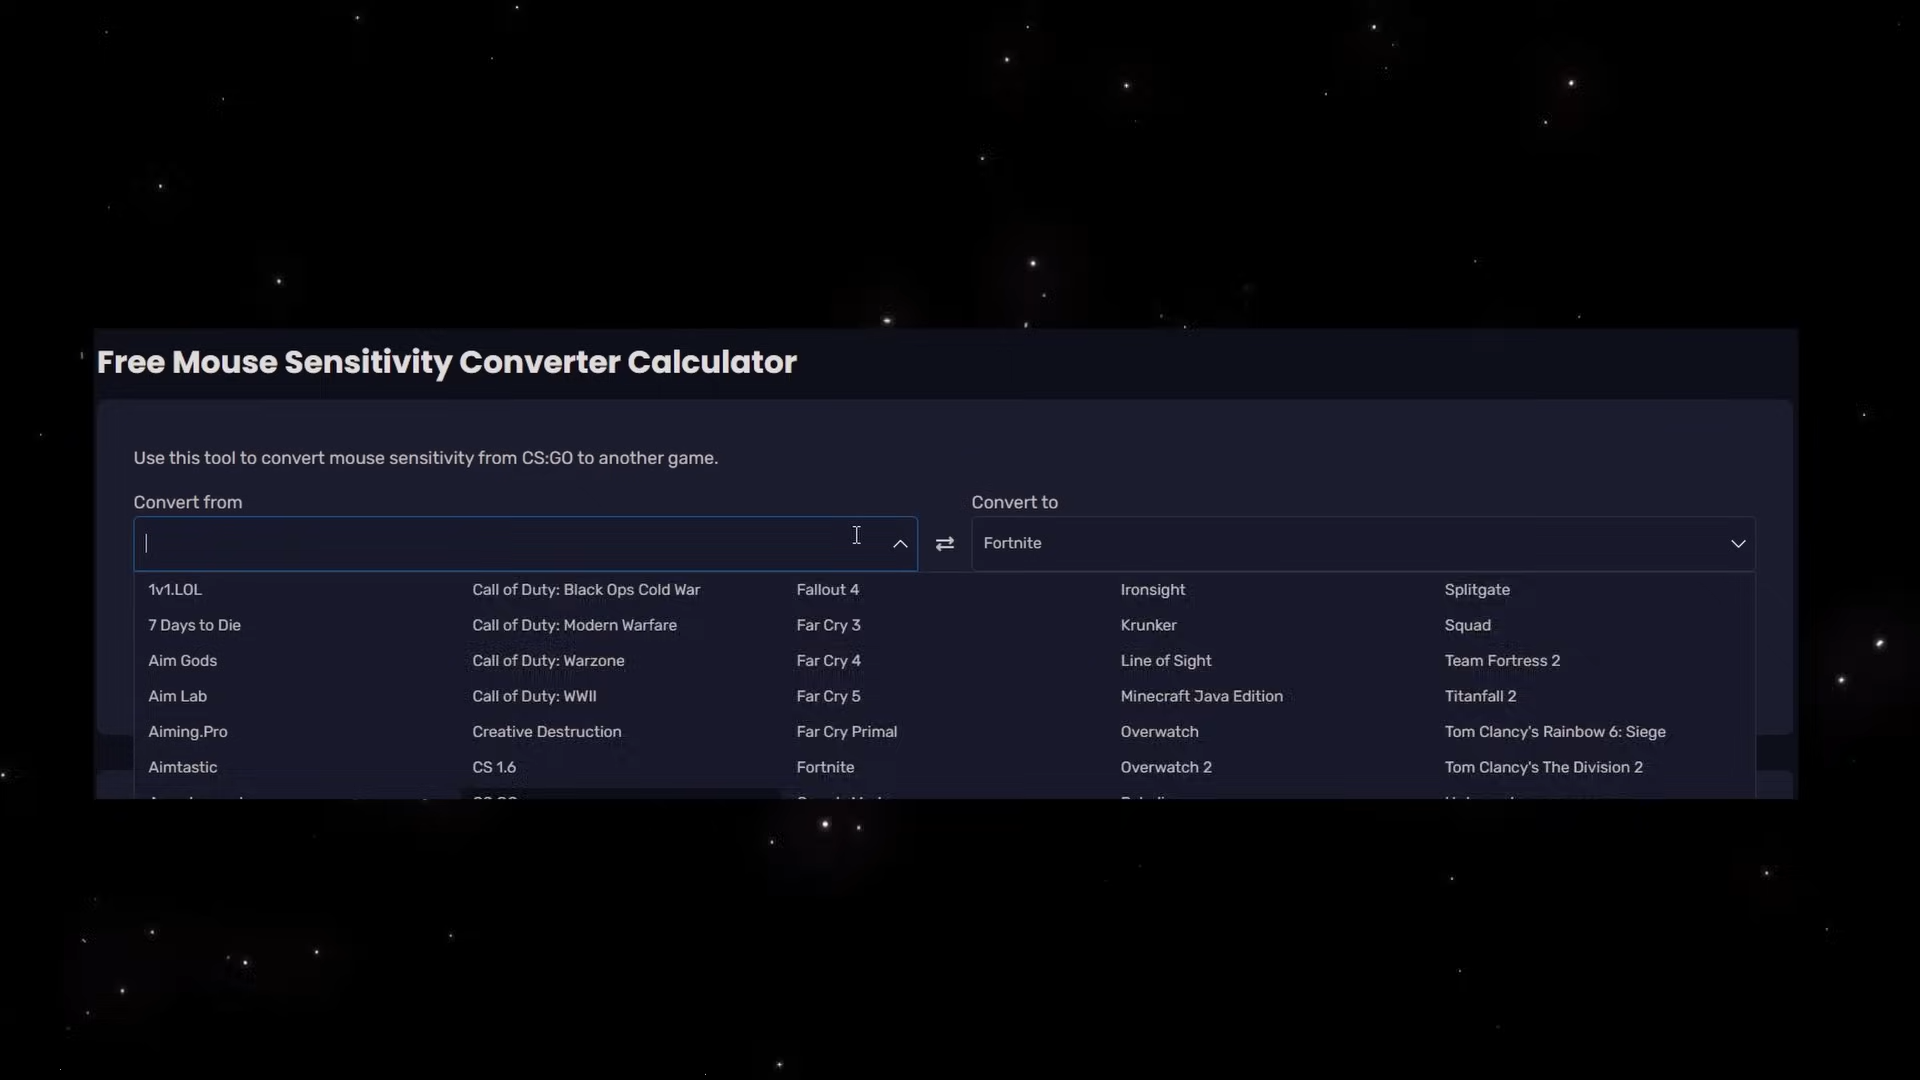 Free Mouse Sensitivity Converter Calculator
Use this tool to convert mouse sensitivity from CS:GO to another game.
Convert from
Convert to
Fortnite
1v1.LOL
Call of Duty: Black Ops Cold War
Fallout 4
Ironsight
Splitgate
7 Days to Die
Call of Duty: Modern Warfare
Far Cry 3
Krunker
Squad
Aim Gods
Call of Duty: Warzone
Far Cry 4
Line of Sight
Team Fortress 2
Aim Lab
Call of Duty: WWII
Far Cry 5
Minecraft Java Edition
Titanfall 2
Aiming.Pro
Creative Destruction
Far Cry Primal
Overwatch
Tom Clancy's Rainbow 6: Siege
Aimtastic
CS 1.6
Fortnite
Overwatch 2
Tom Clancy's The Division 2